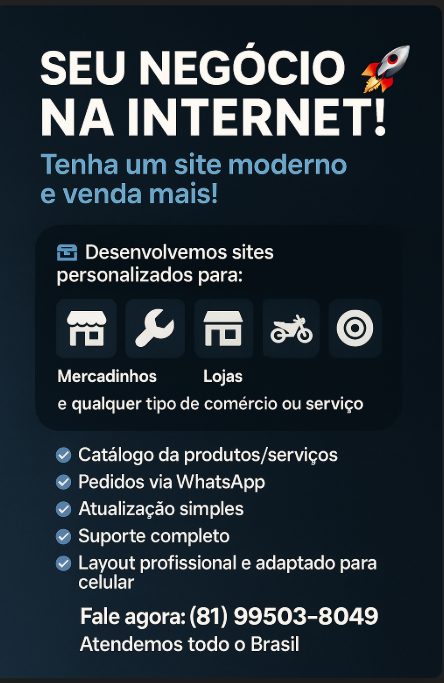 SEU NEGÓCIO 🚀
NA INTERNET!
Tenha um site moderno
e venda mais!
Desenvolvemos sites
personalizados para:
Mercadinhos Lojas
e qualquer tipo de comércio ou serviço
Catálogo da produtos/serviços
Pedidos via WhatsApp
Atualização simples
Suporte completo
Layout profissional e adaptado para
celular
Fale agora: (81) 99503-8049
Atendemos todo o Brasil